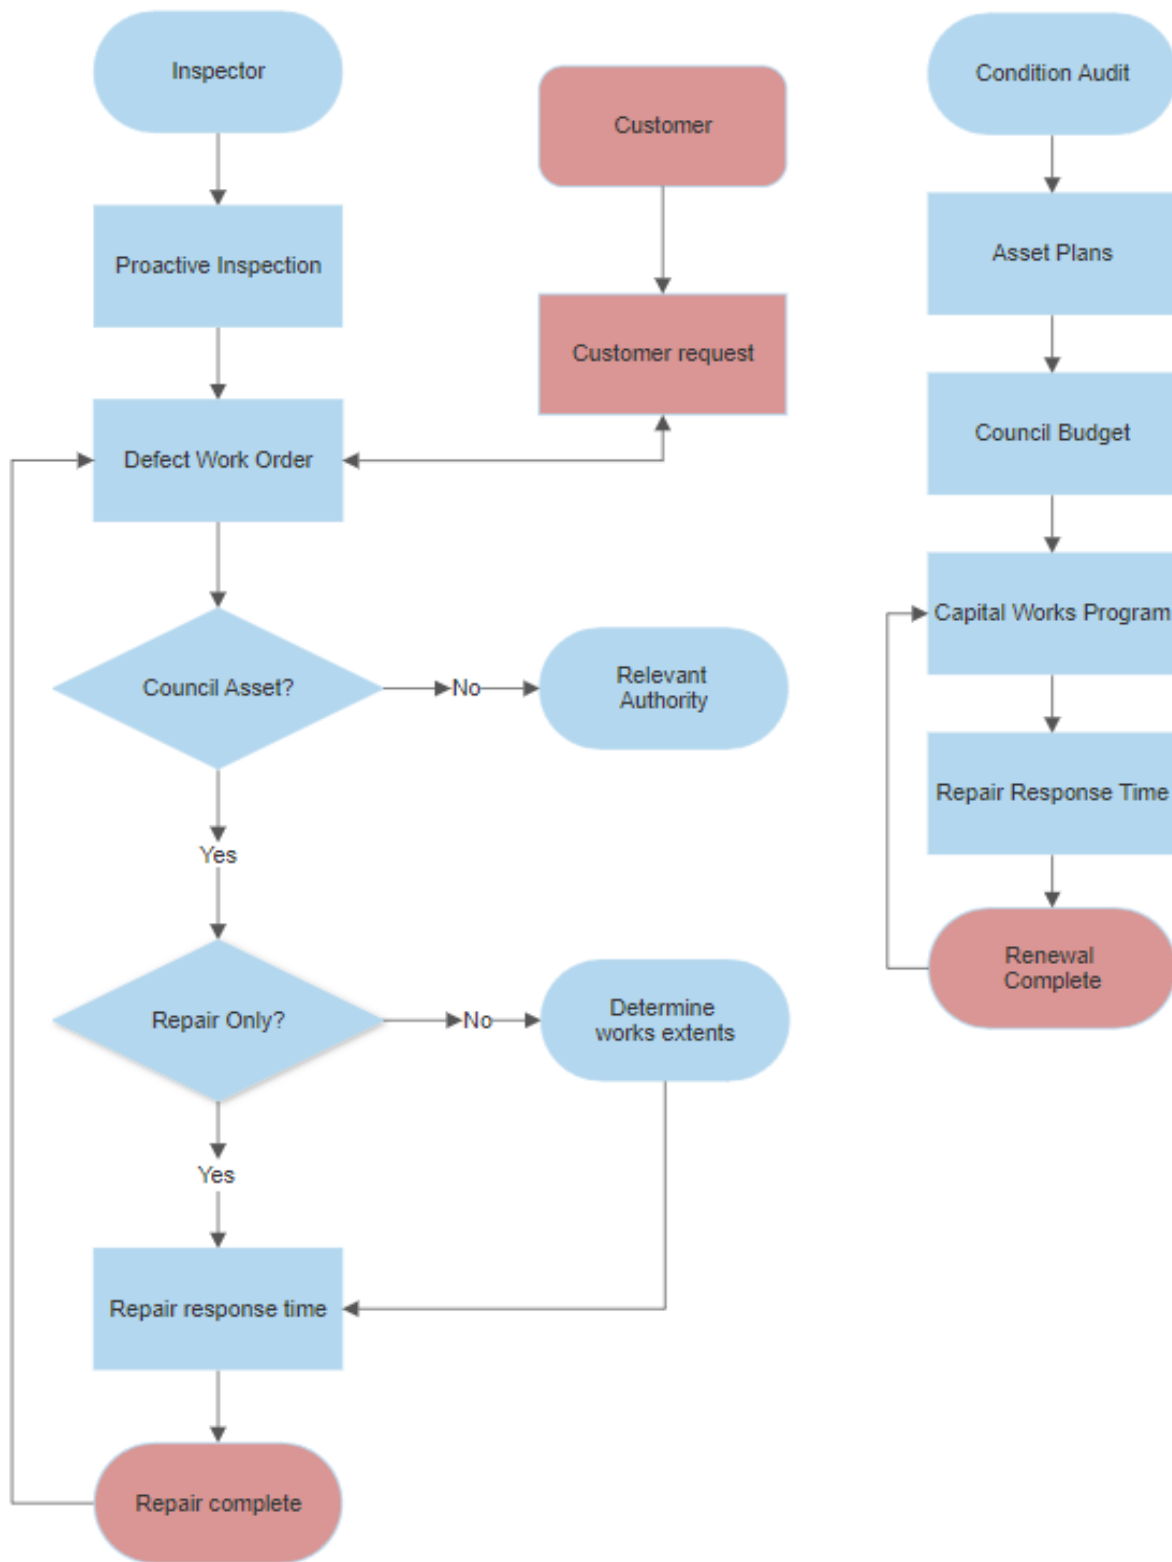 Inspector
Customer
Condition Audit
Proactive Inspection
Asset Plans
Customer request
Defect Work Order
Council Budget
Capital Works Program
Council Asset?
No
Relevant
Authority
Repair Response Time
Yes
Renewal
Complete
Repair Only?
No
Determine
works extents
Yes
Repair response time
Repair complete